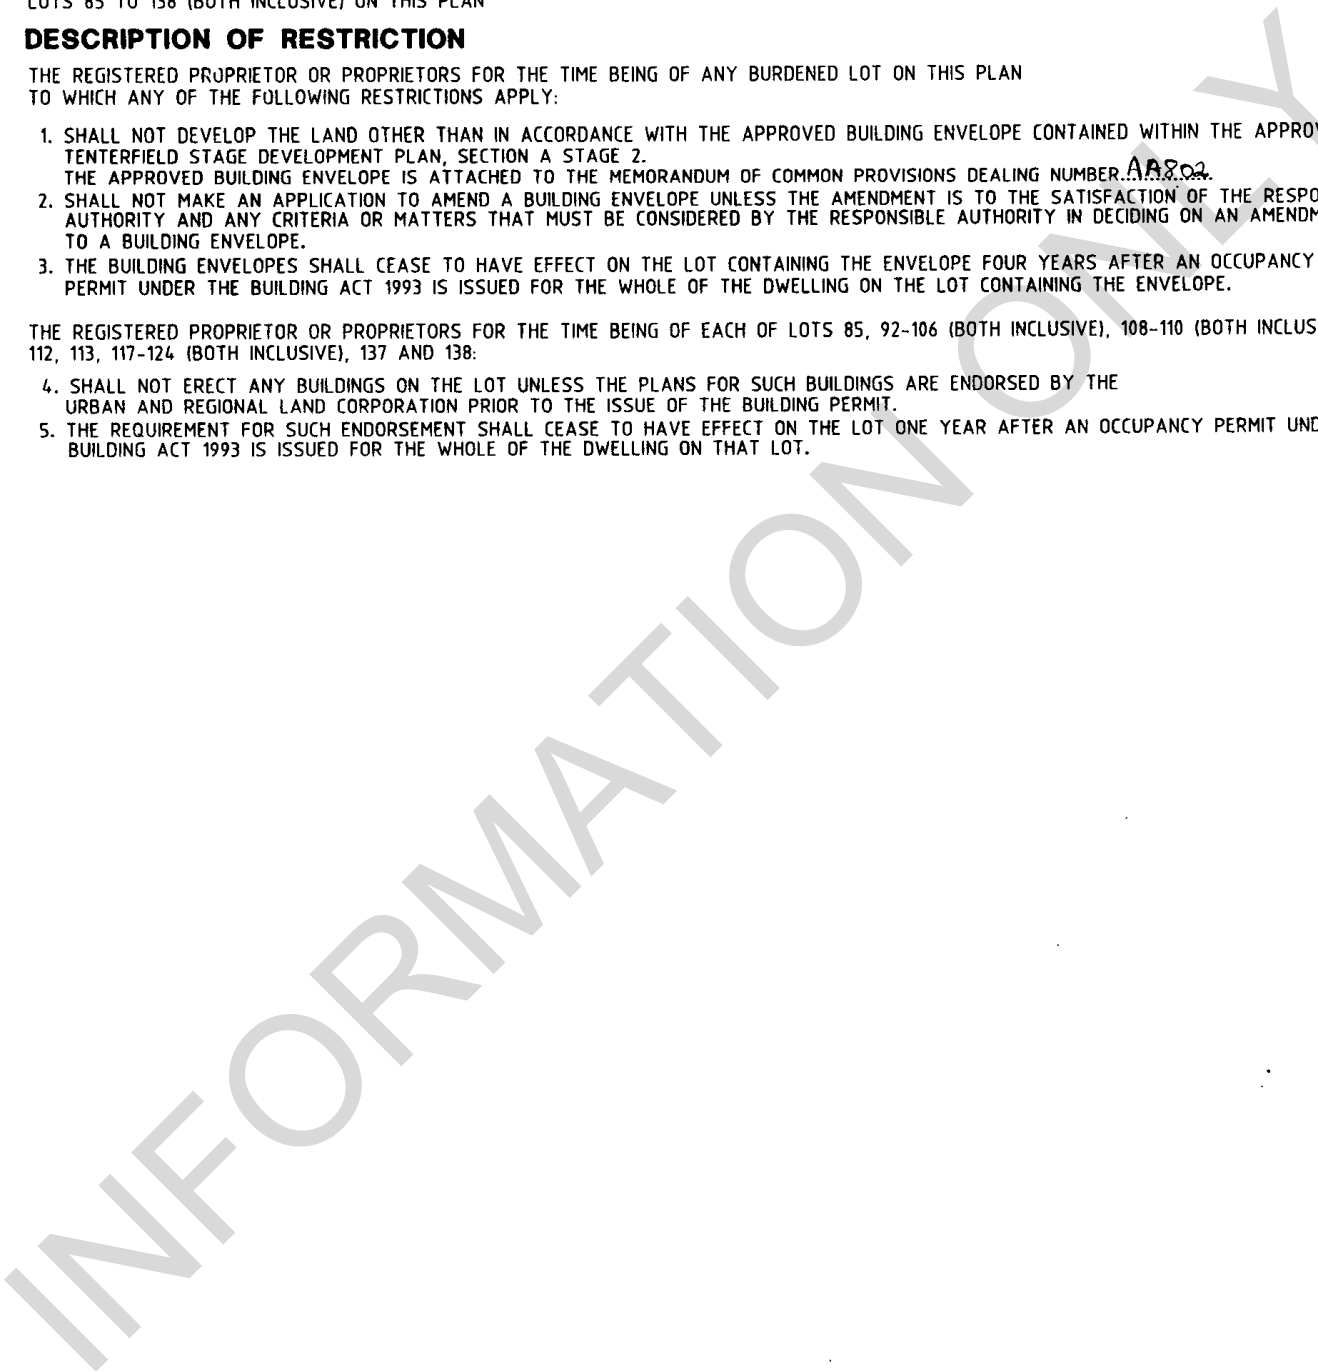 LOTS 85 TO 138 (BOTH INCLUSIVE) ON THIS PLAN
DESCRIPTION OF RESTRICTION
THE REGISTERED PROPRIETOR OR PROPRIETORS FOR THE TIME BEING OF ANY BURDENED LOT ON THIS PLAN
TO WHICH ANY OF THE FOLLOWING RESTRICTIONS APPLY:
1. SHALL NOT DEVELOP THE LAND OTHER THAN IN ACCORDANCE WITH THE APPROVED BUILDING ENVELOPE CONTAINED WITHIN THE APPROV
TENTERFIELD STAGE DEVELOPMENT PLAN, SECTION A STAGE 2.
THE APPROVED BUILDING ENVELOPE IS ATTACHED TO THE MEMORANDUM OF COMMON PROVISIONS DEALING NUMBER AA802.
2. SHALL NOT MAKE AN APPLICATION TO AMEND A BUILDING ENVELOPE UNLESS THE AMENDMENT IS TO THE SATISFACTION OF THE RESPO
AUTHORITY AND ANY CRITERIA OR MATTERS THAT MUST BE CONSIDERED BY THE RESPONSIBLE AUTHORITY IN DECIDING ON AN AMENDM
TO A BUILDING ENVELOPE.
3. THE BUILDING ENVELOPES SHALL CEASE TO HAVE EFFECT ON THE LOT CONTAINING THE ENVELOPE FOUR YEARS AFTER AN OCCUPANCY
PERMIT UNDER THE BUILDING ACT 1993 IS ISSUED FOR THE WHOLE OF THE DWELLING ON THE LOT CONTAINING THE ENVELOPE.
THE REGISTERED PROPRIETOR OR PROPRIETORS FOR THE TIME BEING OF EACH OF LOTS 85, 92-106 (BOTH INCLUSIVE), 108-110 (BOTH INCLUS
112, 113, 117-124 (BOTH INCLUSIVE), 137 AND 138:
4. SHALL NOT ERECT ANY BUILDINGS ON THE LOT UNLESS THE PLANS FOR SUCH BUILDINGS ARE ENDORSED BY THE
URBAN AND REGIONAL LAND CORPORATION PRIOR TO THE ISSUE OF THE BUILDING PERMIT.
5. THE REQUIREMENT FOR SUCH ENDORSEMENT SHALL CEASE TO HAVE EFFECT ON THE LOT ONE YEAR AFTER AN OCCUPANCY PERMIT UND
BUILDING ACT 1993 IS ISSUED FOR THE WHOLE OF THE DWELLING ON THAT LOT.
INFORMATION ONLY